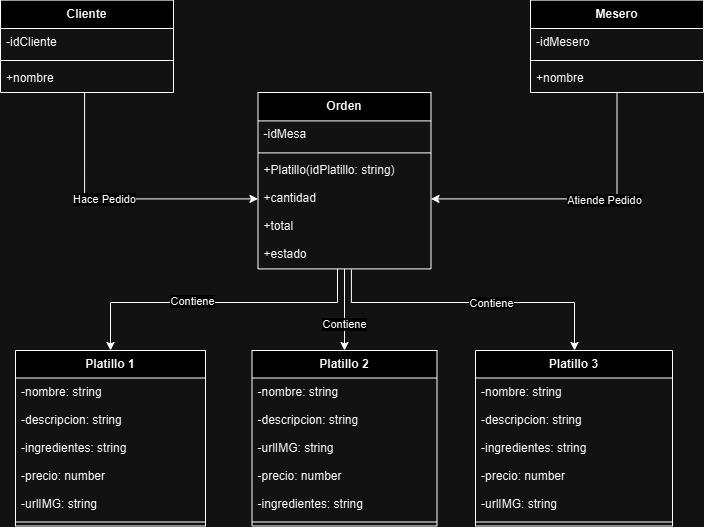 Cliente
-idCliente
+nombre
Mesero
-idMesero
+nombre
Orden
-idMesa
+Platillo(idPlatillo: string)
+cantidad
+total
+estado
Hace Pedido
Atiende Pedido
Contiene
Contiene
Contiene
Platillo 1
-nombre: string
-descripcion: string
-ingredientes: string
-precio: number
-urlIMG: string
Platillo 2
-nombre: string
-descripcion: string
-urlIMG: string
-precio: number
-ingredientes: string
Platillo 3
-nombre: string
-descripcion: string
-ingredientes: string
-precio: number
-urlIMG: string